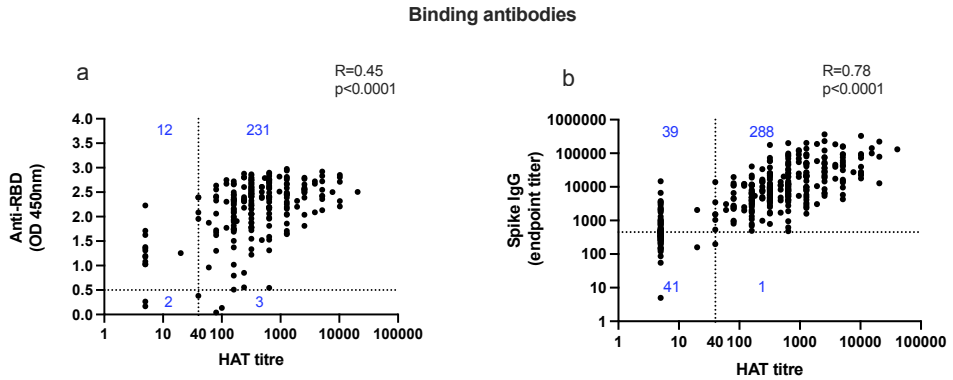 Binding antibodies
a
R=0.45
p<0.0001
12
231
4.0
3.5
3.0
2.5
2.0
1.5
1.0
0.5
0.0
2
3
Anti-RBD
(OD 450nm)
1
10
40
100
1000
10000
100000
HAT titre
b
R=0.78
p<0.0001
39
288
1000000
100000
10000
1000
100
10
1
41
1
Spike IgG
(endpoint titer)
1
10
40
100
1000
10000
100000
HAT titre